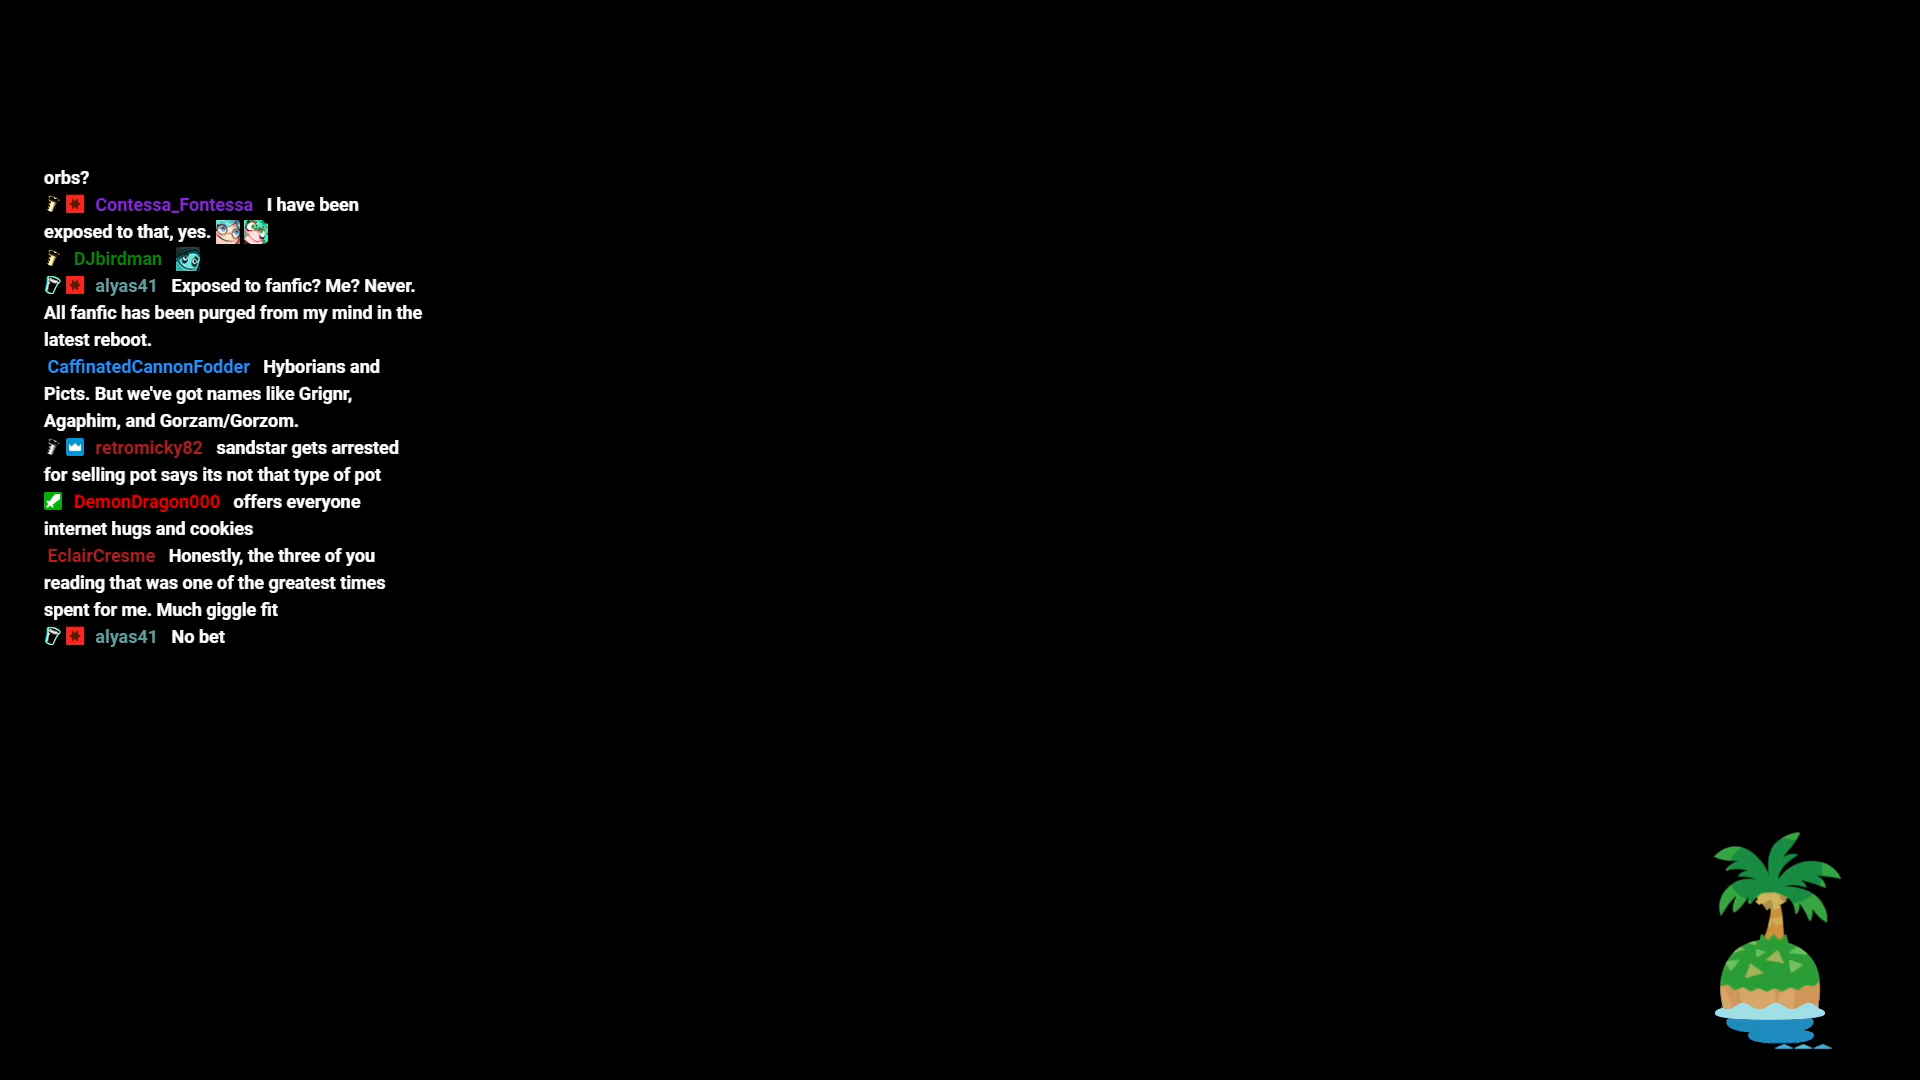 orbs?
Contessa_Fontessa I have been
exposed to that, yes.
DJbirdman
alyas41 Exposed to fanfic? Me? Never.
All fanfic has been purged from my mind in the
latest reboot.
CaffinatedCannonFodder Hyborians and
Picts. But we've got names like Grignr,
Agaphim, and Gorzam/Gorzom.
retromicky82 sandstar gets arrested
for selling pot says its not that type of pot
DemonDragon000 offers everyone
internet hugs and cookies
EclairCresme Honestly, the three of you
reading that was one of the greatest times
spent for me. Much giggle fit
alyas41 No bet